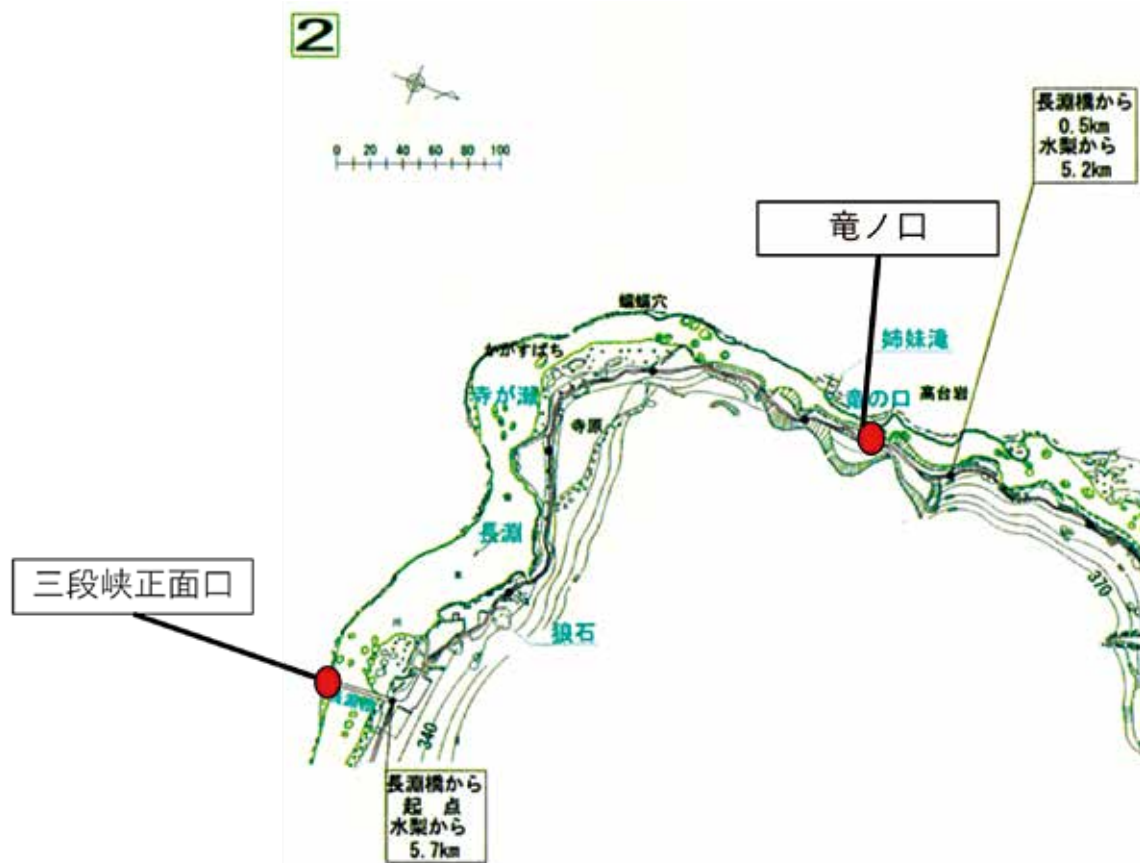 2
0 20 40 60 80 100
長淵橋から
0.5km
水梨から
5.2km
竜ノ口
蝙蝠穴
姉妹滝
かがすばち
竜の口
高台岩
寺が瀬
寺原
長淵
370
三段峡正面口
狼石
340
長淵橋から
起 点
水梨から
5.7km